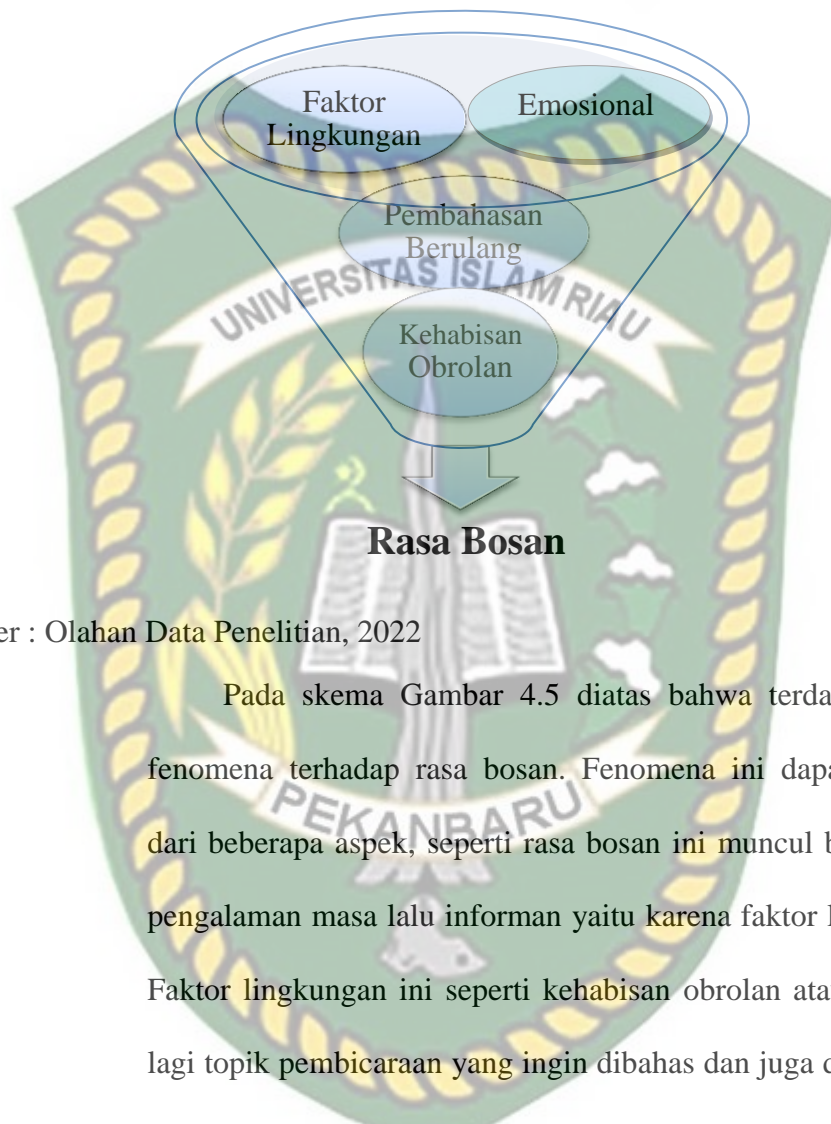 Faktor
Lingkungan
Emosional
Pembahasan
Berulang
UNIVERSITAS ISLAM RIAU
Kehabisan
Obrolan
Rasa Bosan
er : Olahan Data Penelitian, 2022
Pada skema Gambar 4.5 diatas bahwa terda
fenomena terhadap rasa bosan. Fenomena ini dapa
dari beberapa aspek, seperti rasa bosan ini muncul b
PEKANBARU
pengalaman masa lalu informan yaitu karena faktor l
Faktor lingkungan ini seperti kehabisan obrolan ata
lagi topik pembicaraan yang ingin dibahas dan juga d